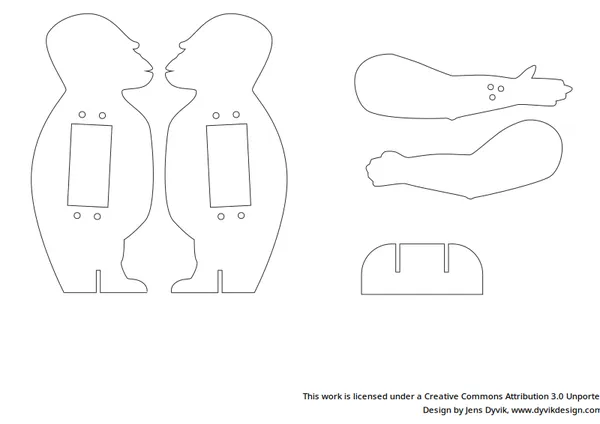 This work is licensed under a Creative Commons Attribution 3.0 Unporte
Design by Jens Dyvik, www.dyvikdesign.com